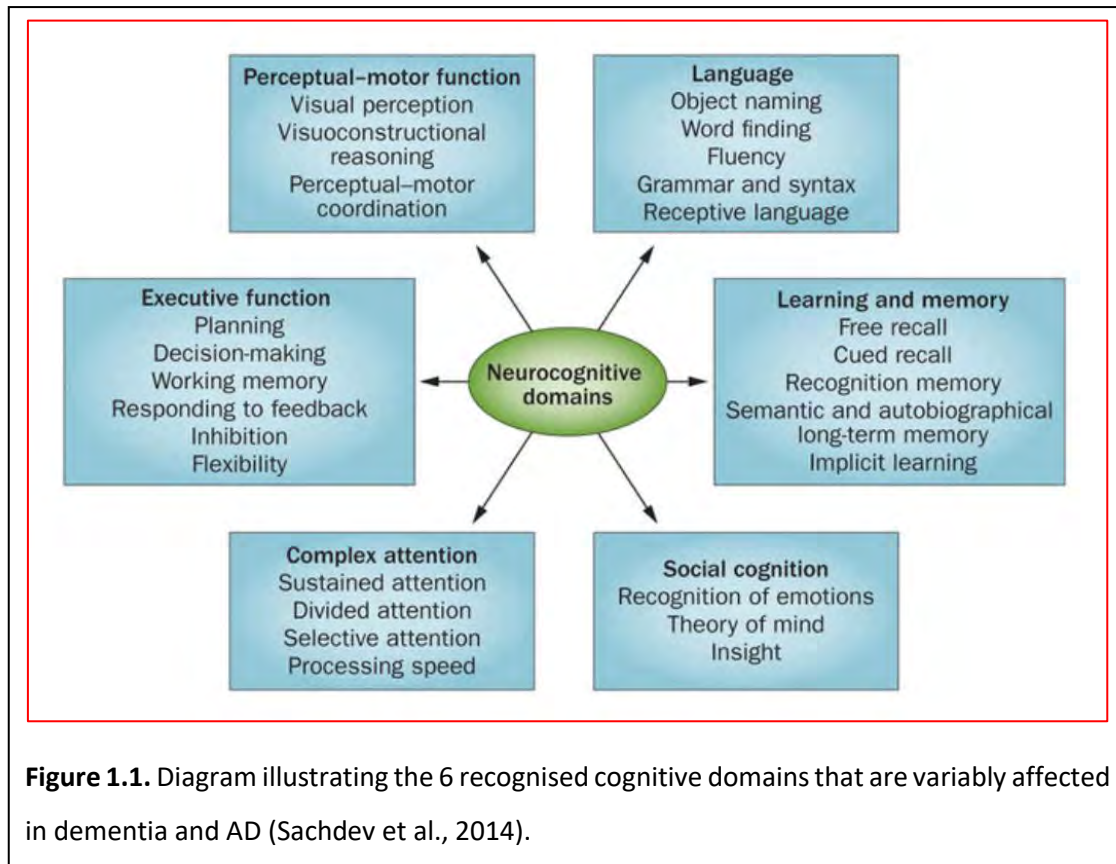 Perceptual–motor function
Visual perception
Visuoconstructional
reasoning
Perceptual–motor
coordination
Language
Object naming
Word finding
Fluency
Grammar and syntax
Receptive language
Executive function
Planning
Decision-making
Working memory
Responding to feedback
Inhibition
Flexibility
Neurocognitive
domains
Learning and memory
Free recall
Cued recall
Recognition memory
Semantic and autobiographical
long-term memory
Implicit learning
Complex attention
Sustained attention
Divided attention
Selective attention
Processing speed
Social cognition
Recognition of emotions
Theory of mind
Insight
Figure 1.1. Diagram illustrating the 6 recognised cognitive domains that are variably affected
in dementia and AD (Sachdev et al., 2014).